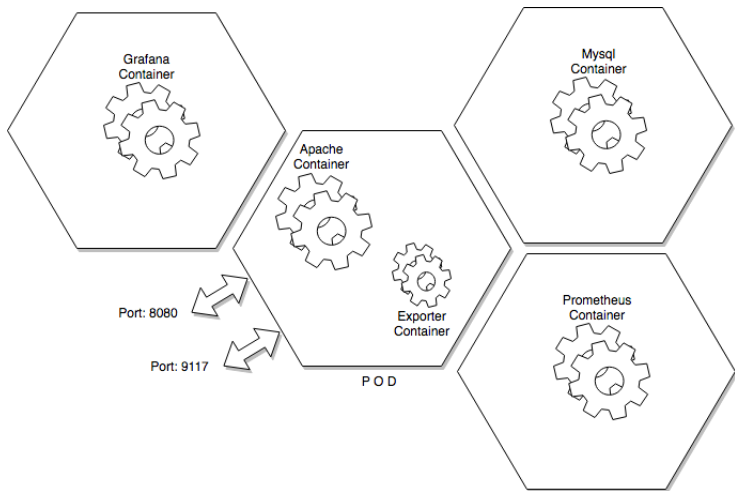 Grafana
Container
Mysql
Container
Apache
Container
Exporter
Container
Prometheus
Container
Port: 8080
Port: 9117
P O D